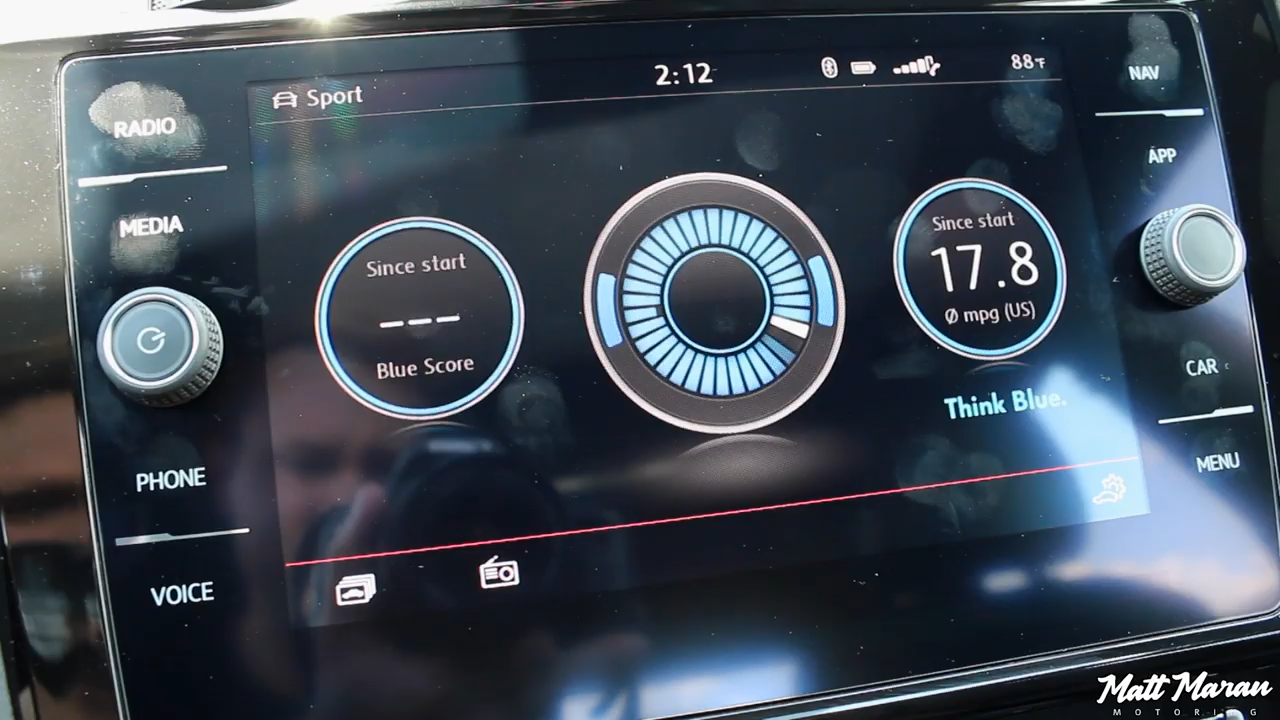 RADIO
MEDIA
PHONE
VOICE
Sport
2:12
88°F
Since start
---
Blue Score
Since start
17.8
Ø mpg (US)
Think Blue.
NAV
APP
CAR
MENU
Matt Maran
MOTORING